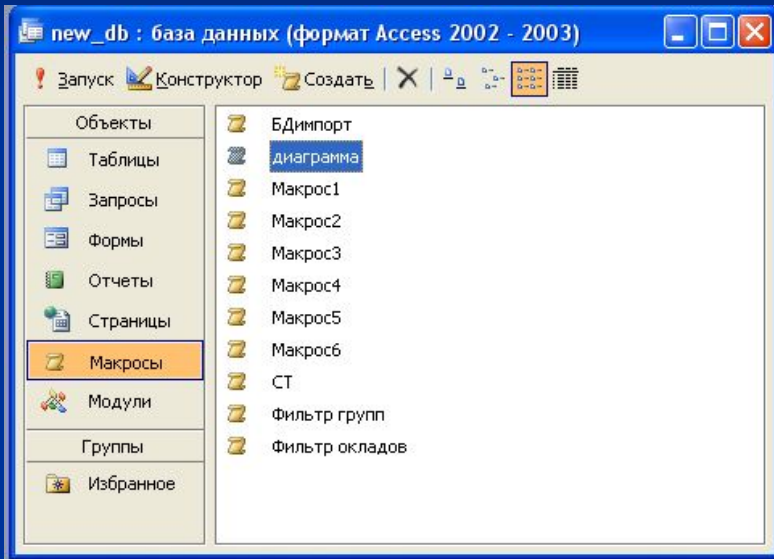 new_db : база данных (формат Access 2002 - 2003)
Запуск Конструктор Создать
Объекты
Таблицы
Запросы
Формы
Отчеты
Страницы
Макросы
Модули
Группы
Избранное
БДимпорт
диаграмма
Макрос1
Макрос2
Макрос3
Макрос4
Макрос5
Макрос6
СТ
Фильтр групп
Фильтр окладов